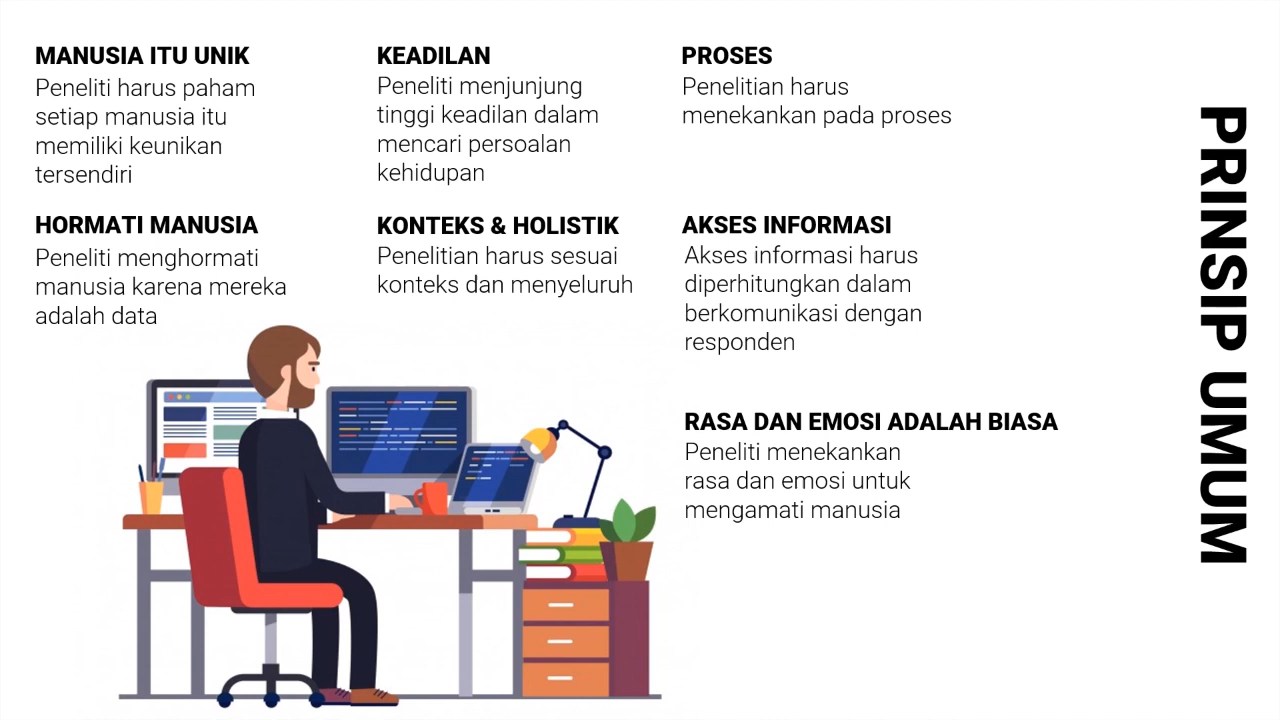 MANUSIA ITU UNIK
Peneliti harus paham
setiap manusia itu
memiliki keunikan
tersendiri
KEADILAN
Peneliti menjunjung
tinggi keadilan dalam
mencari persoalan
kehidupan
PROSES
Penelitian harus
menekankan pada proses
HORMATI MANUSIA
Peneliti menghormati
manusia karena mereka
adalah data
KONTEKS & HOLISTIK
Penelitian harus sesuai
konteks dan menyeluruh
AKSES INFORMASI
Akses informasi harus
diperhitungkan dalam
berkomunikasi dengan
responden
RASA DAN EMOSI ADALAH BIASA
Peneliti menekankan
rasa dan emosi untuk
mengamati manusia
PRINSIP UMUM